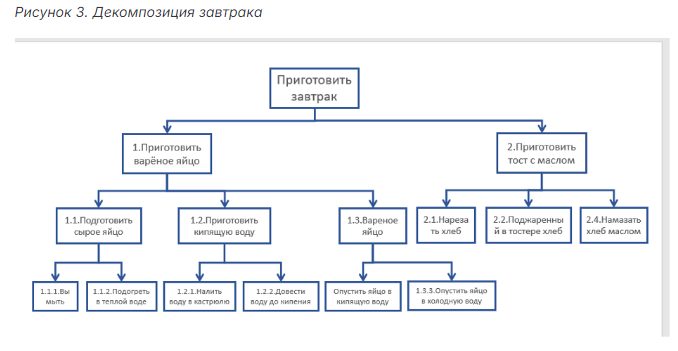 Рисунок 3. Декомпозиция завтрака
Приготовить
завтрак
1.Приготовить
варёное яйцо
2.Приготовить
тост с маслом
1.1.Подготовить
сырое яйцо
1.2.Приготовить
кипящую воду
1.3.Вареное
яйцо
2.1.Нареза
ть хлеб
2.2.Поджаренны
й в тостере хлеб
2.4.Намазать
хлеб маслом
1.1.1.Вы
мыть
1.1.2.Подогреть
в теплой воде
1.2.1.Налить
воду в кастрюлю
1.2.2.Довести
воду до кипения
Опустить яйцо в
кипящую воду
1.3.3.Опустить яйцо
в холодную воду